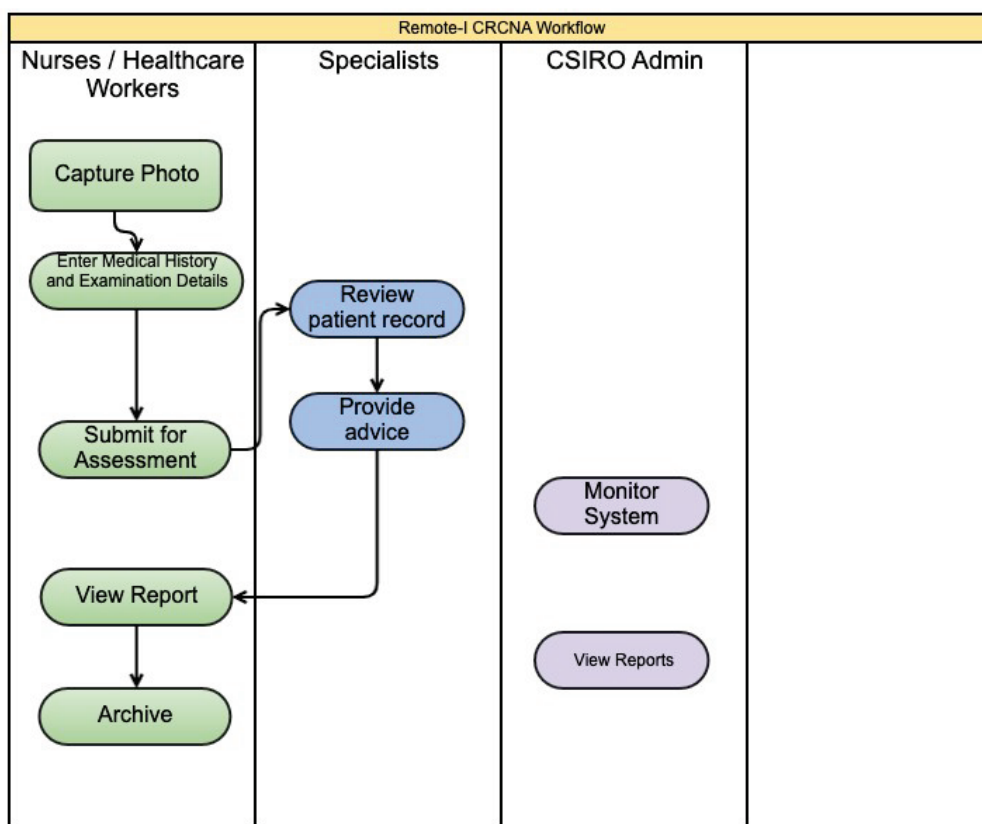 Remote-I CRCNA Workflow
Nurses / Healthcare
Workers
Specialists
CSIRO Admin
Capture Photo
Enter Medical History
and Examination Details
Submit for
Assessment
Review
patient record
Provide
advice
View Report
Archive
Monitor
System
View Reports